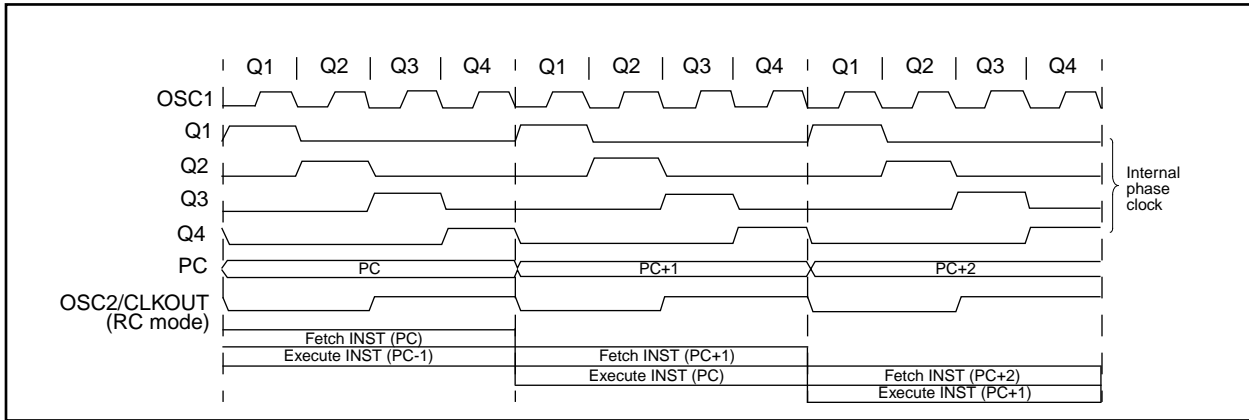 Q1 Q2 Q3 Q4 Q1 Q2 Q3 Q4 Q1 Q2 Q3 Q4
OSC1
Q1
Q2
Q3
Q4
Internal
phase
clock
PC PC PC+1 PC+2
OSC2/CLKOUT
(RC mode)
Fetch INST (PC)
Execute INST (PC-1) Fetch INST (PC+1)
Execute INST (PC) Fetch INST (PC+2)
Execute INST (PC+1)